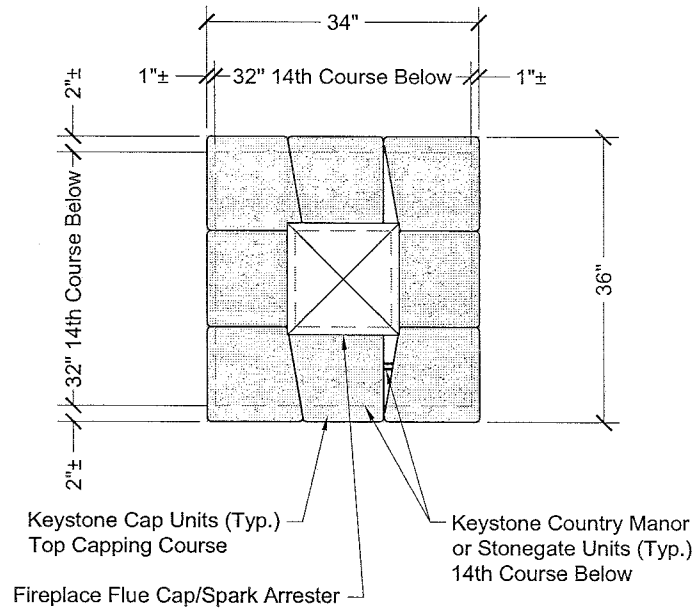 34"
1"± 32" 14th Course Below 1"±
2"±
32" 14th Course Below
2"±
36"
Keystone Cap Units (Typ.)
Top Capping Course
Keystone Country Manor
or Stonegate Units (Typ.)
14th Course Below
Fireplace Flue Cap/Spark Arrester